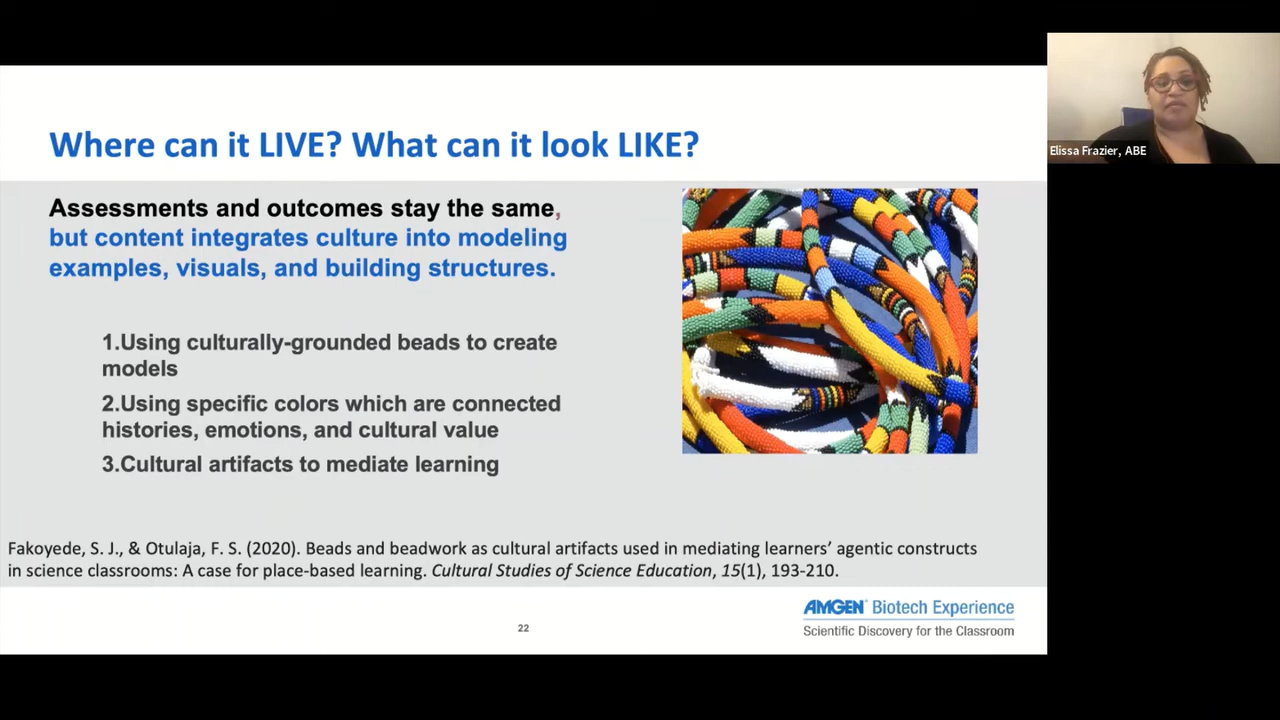 Where can it LIVE? What can it look LIKE?
Assessments and outcomes stay the same,
but content integrates culture into modeling
examples, visuals, and building structures.
1.Using culturally-grounded beads to create
models
2.Using specific colors which are connected
histories, emotions, and cultural value
3.Cultural artifacts to mediate learning
Fakoyede, S. J., & Otulaja, F. S. (2020). Beads and beadwork as cultural artifacts used in mediating learners’ agentic constructs
in science classrooms: A case for place-based learning. Cultural Studies of Science Education, 15(1), 193-210.
22
AMGEN® Biotech Experience
Scientific Discovery for the Classroom
Elissa Frazier, ABE